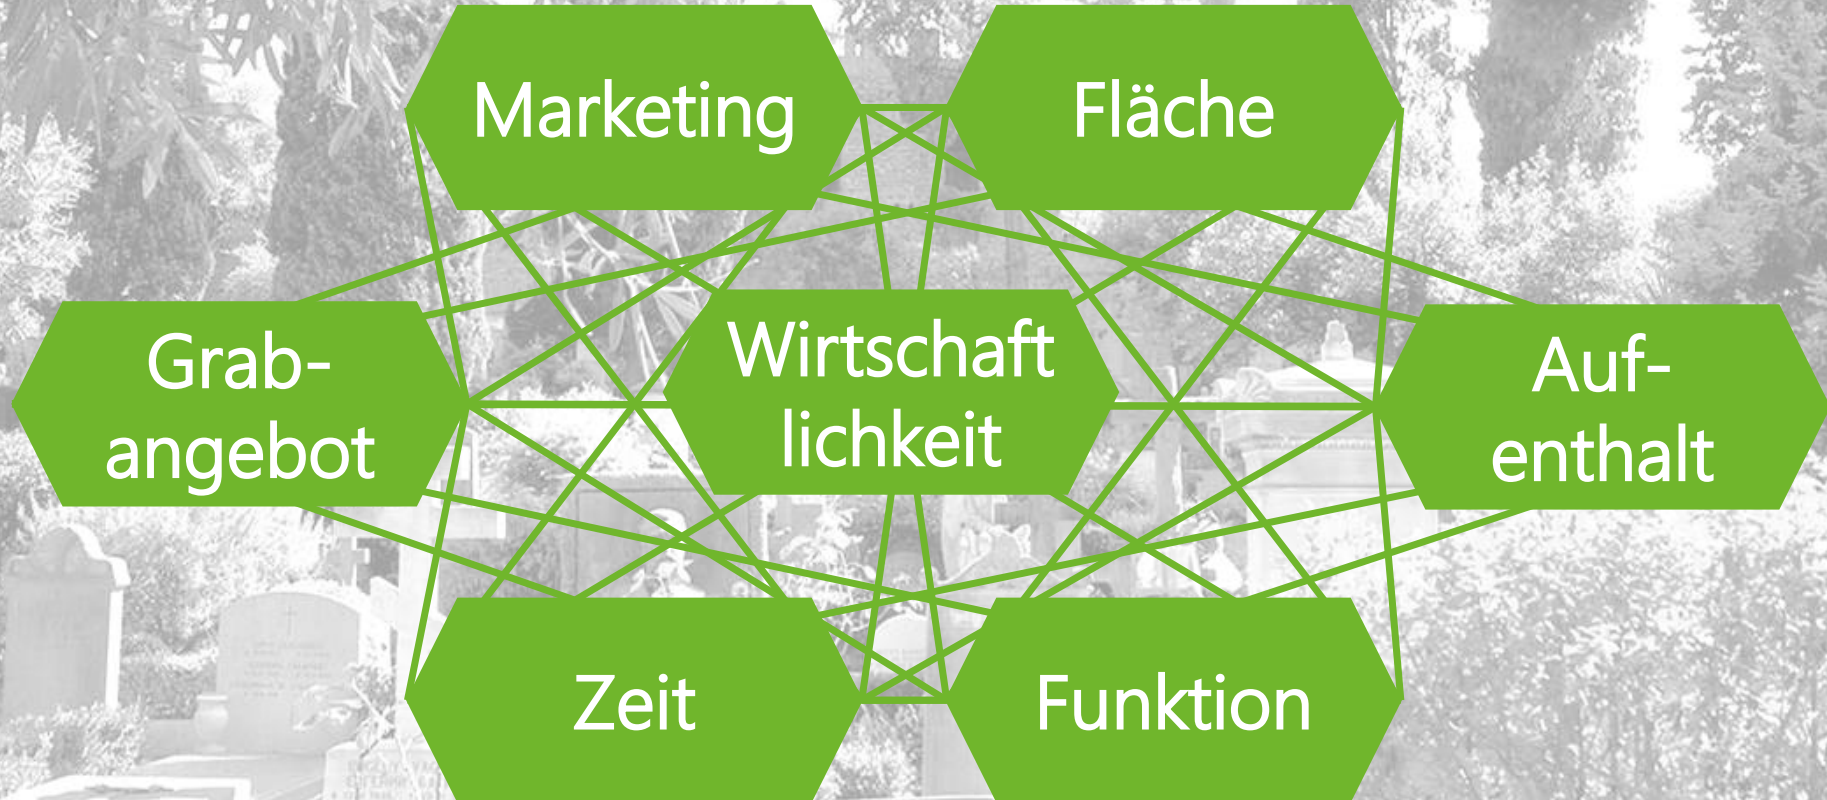 Marketing
Fläche
Grab-
angebot
Wirtschaft
lichkeit
Auf-
enthalt
Zeit
Funktion